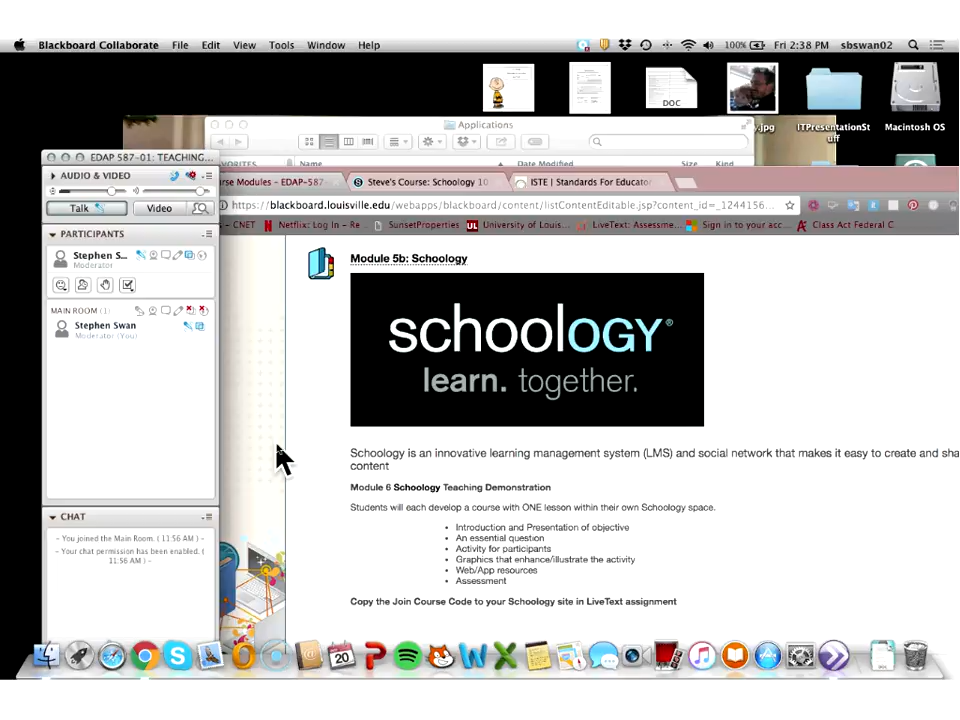 Blackboard Collaborate File Edit View Tools Window Help 100% Fri 2:38 PM sbswan02
DOC
.jpg
ITPresentationSt
uff
Macintosh OS
Applications
Name Date Modified Size Kind
EDAP 587-01: TEACHING...
rse Modules – EDAP-587-
Steve's Course: Schoology 10
ISTE | Standards For Educator
AUDIO & VIDEO
https://blackboard.louisville.edu/webapps/blackboard/content/listContentEditable.jsp?content_id=_1244156...
Talk
Video
- CNET
Netflix: Log In - Re...
SunsetProperties
UL University of Louis...
LiveText: Assessme...
Sign in to your acc...
Class Act Federal C
PARTICIPANTS
Stephen S...
Moderator
MAIN ROOM (1)
Stephen Swan
Moderator (You)
Module 5b: Schoology
schoology®
learn. together.
Schoology is an innovative learning management system (LMS) and social network that makes it easy to create and sha
content
Module 6 Schoology Teaching Demonstration
Students will each develop a course with ONE lesson within their own Schoology space.
• Introduction and Presentation of objective
• An essential question
• Activity for participants
• Graphics that enhance/illustrate the activity
• Web/App resources
• Assessment
Copy the Join Course Code to your Schoology site in LiveText assignment
CHAT
– You joined the Main Room. ( 11:56 AM ) –
– Your chat permission has been enabled. (
11:56 AM ) –
20